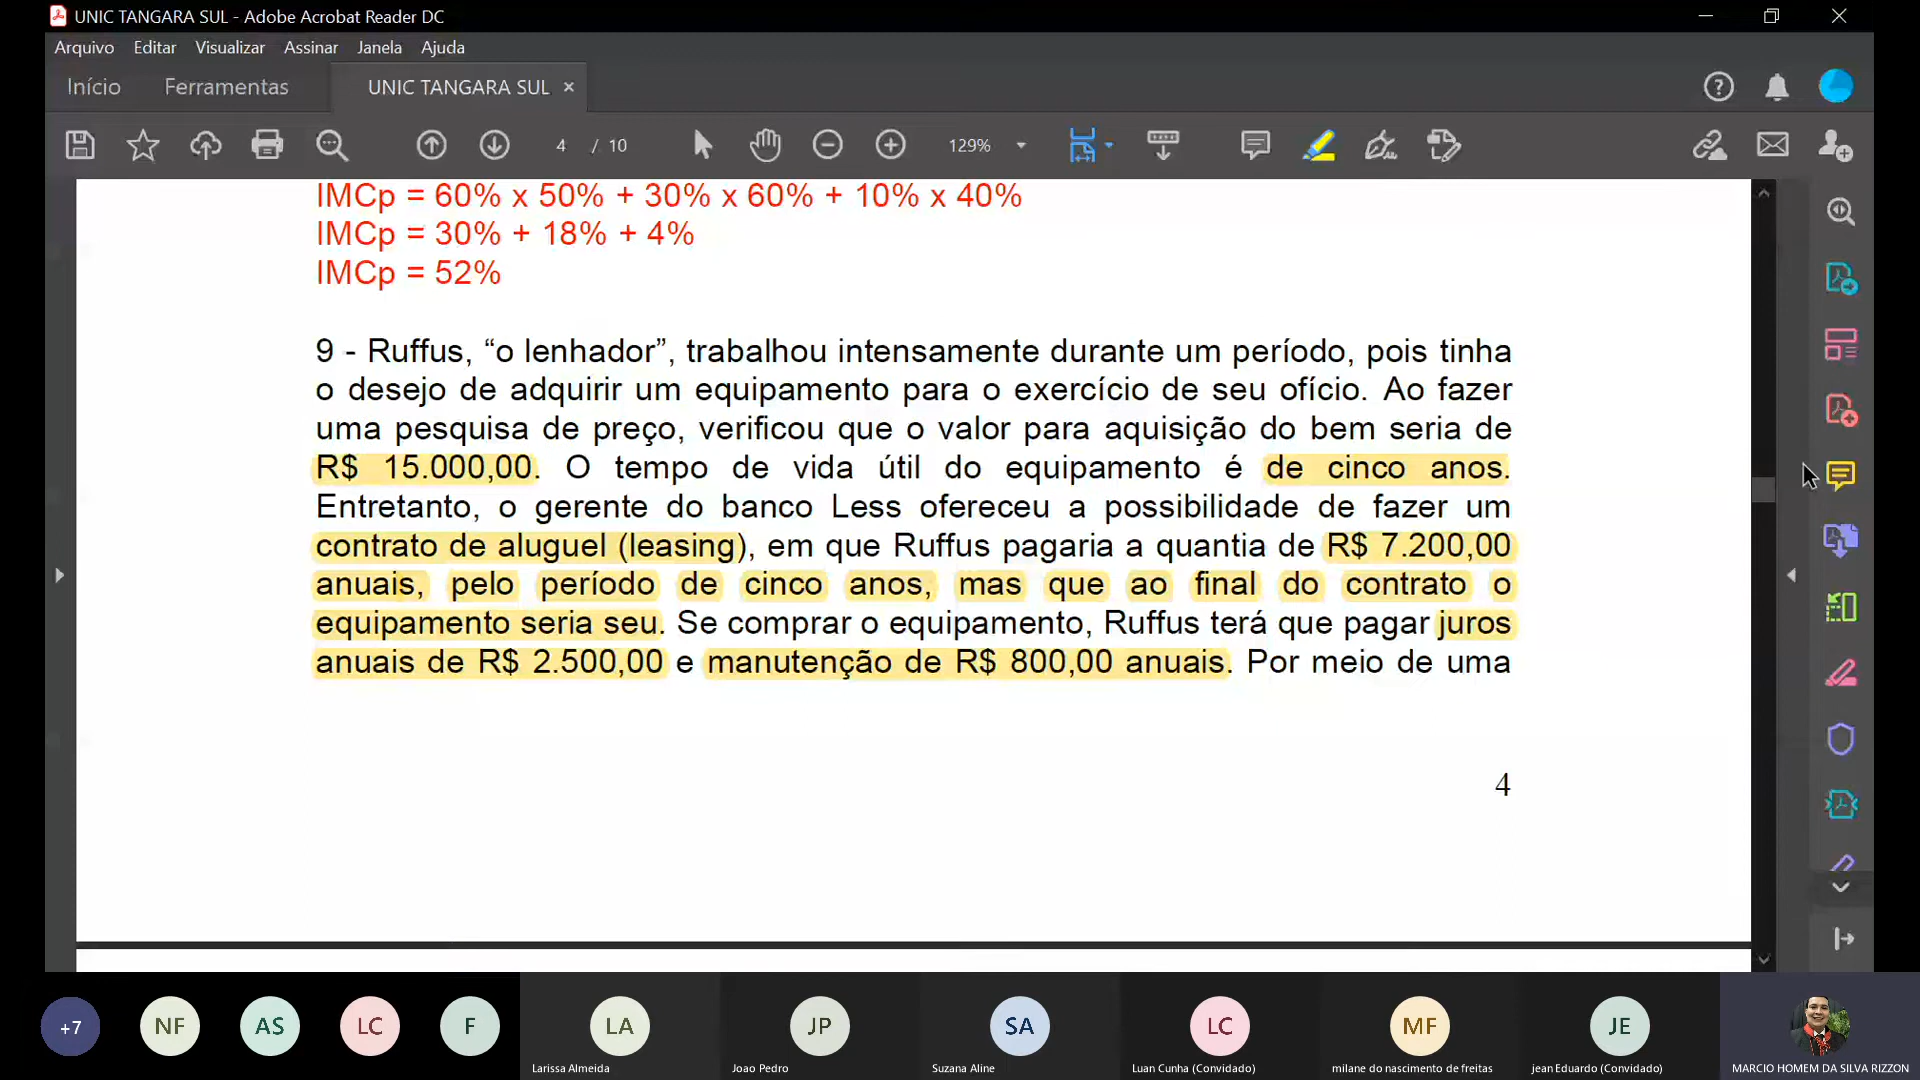 UNIC TANGARA SUL - Adobe Acrobat Reader DC
Arquivo Editar Visualizar Assinar Janela Ajuda
Início Ferramentas UNIC TANGARA SUL
4 / 10 129%
IMCp = 60% x 50% + 30% x 60% + 10% x 40%
IMCp = 30% + 18% + 4%
IMCp = 52%
9 - Ruffus, “o lenhador”, trabalhou intensamente durante um período, pois tinha
o desejo de adquirir um equipamento para o exercício de seu ofício. Ao fazer
uma pesquisa de preço, verificou que o valor para aquisição do bem seria de
R$ 15.000,00. O tempo de vida útil do equipamento é de cinco anos.
Entretanto, o gerente do banco Less ofereceu a possibilidade de fazer um
contrato de aluguel (leasing), em que Ruffus pagaria a quantia de R$ 7.200,00
anuais, pelo período de cinco anos, mas que ao final do contrato o
equipamento seria seu. Se comprar o equipamento, Ruffus terá que pagar juros
anuais de R$ 2.500,00 e manutenção de R$ 800,00 anuais. Por meio de uma
4
+7 NF AS LC F LA JP SA LC MF JE
Larissa Almeida Joao Pedro Suzana Aline Luan Cunha (Convidado) milane do nascimento de freitas jean Eduardo (Convidado) MARCIO HOMEM DA SILVA RIZZON